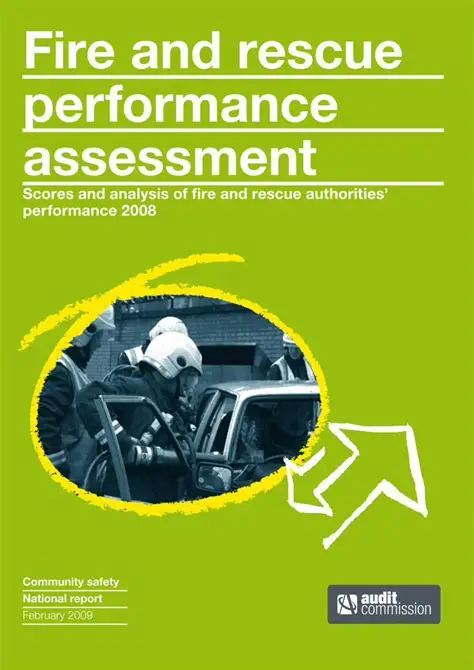 Fire and rescue
performance
assessment
Scores and analysis of fire and rescue authorities'
performance 2008
Community safety
National report
February 2009
audit
commission